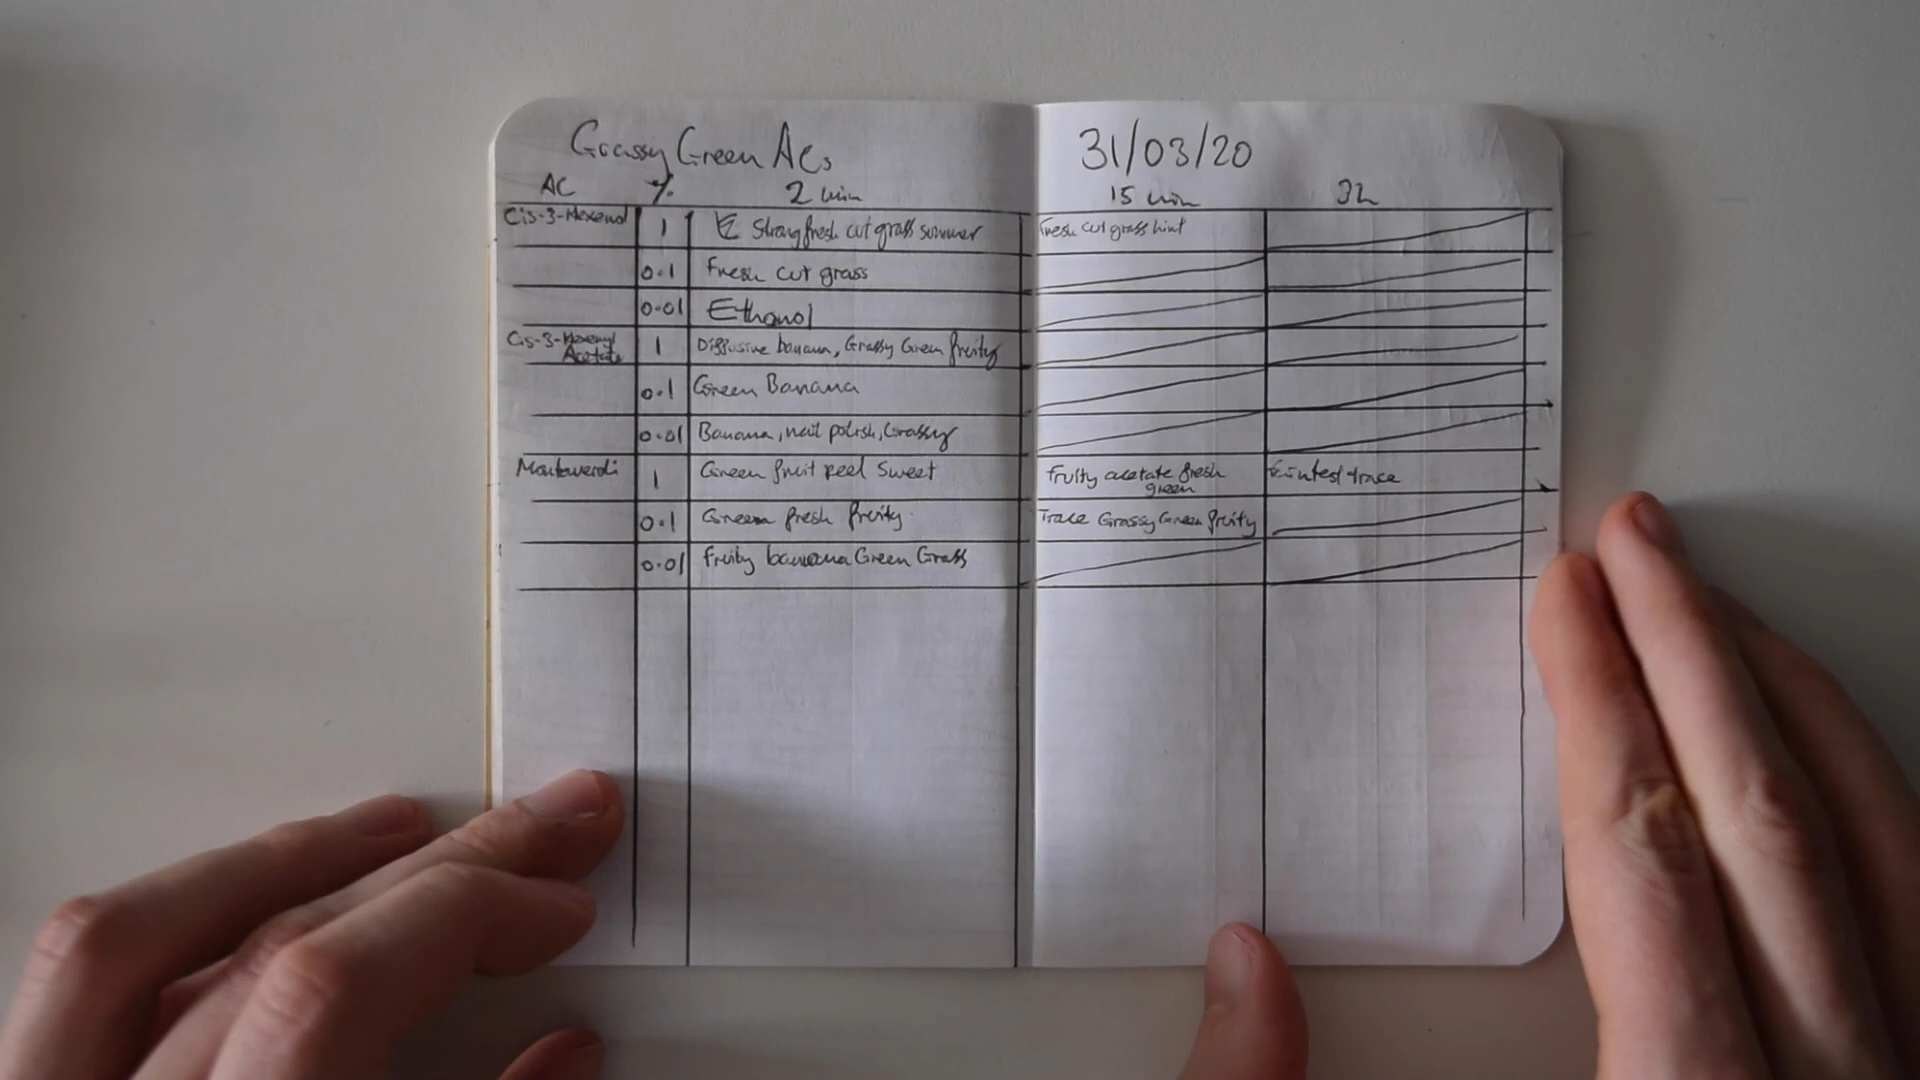 Grassy Green ACs 31/03/20
AC % 2 min 15 min 3h
Cis-3-Hexenol 1 Strong fresh cut grass summer Fresh cut grass hint
0.1 Fresh cut grass
0.01 Ethanol
Cis-3-Hexenyl
Acetate 1 Diffusive banana, Grassy Green fruity
0.1 Green Banana
0.01 Banana, nail polish, Grassy
Montaverdi 1 Green fruit peel Sweet Fruity acetate fresh
green Faintest trace
0.1 Green fresh fruity Trace Grassy Green fruity
0.01 Fruity banana Green Grass